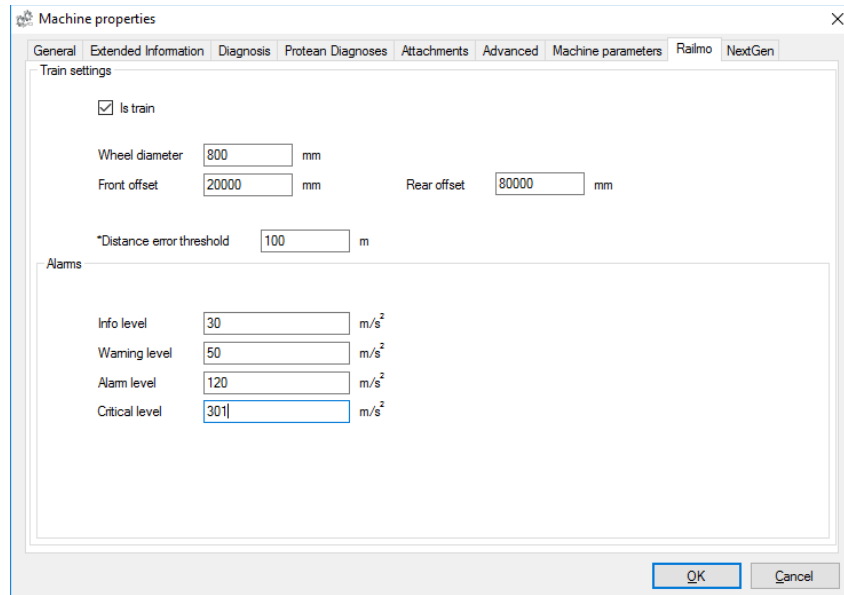 Machine properties
General Extended Information Diagnosis Protean Diagnoses Attachments Advanced Machine parameters Railmo NextGen
Train settings
Is train
Wheel diameter 800 mm
Front offset 20000 mm Rear offset 80000 mm
*Distance error threshold 100 m
Alarms
Info level 30 m/s²
Warning level 50 m/s²
Alarm level 120 m/s²
Critical level 301 m/s²
OK Cancel